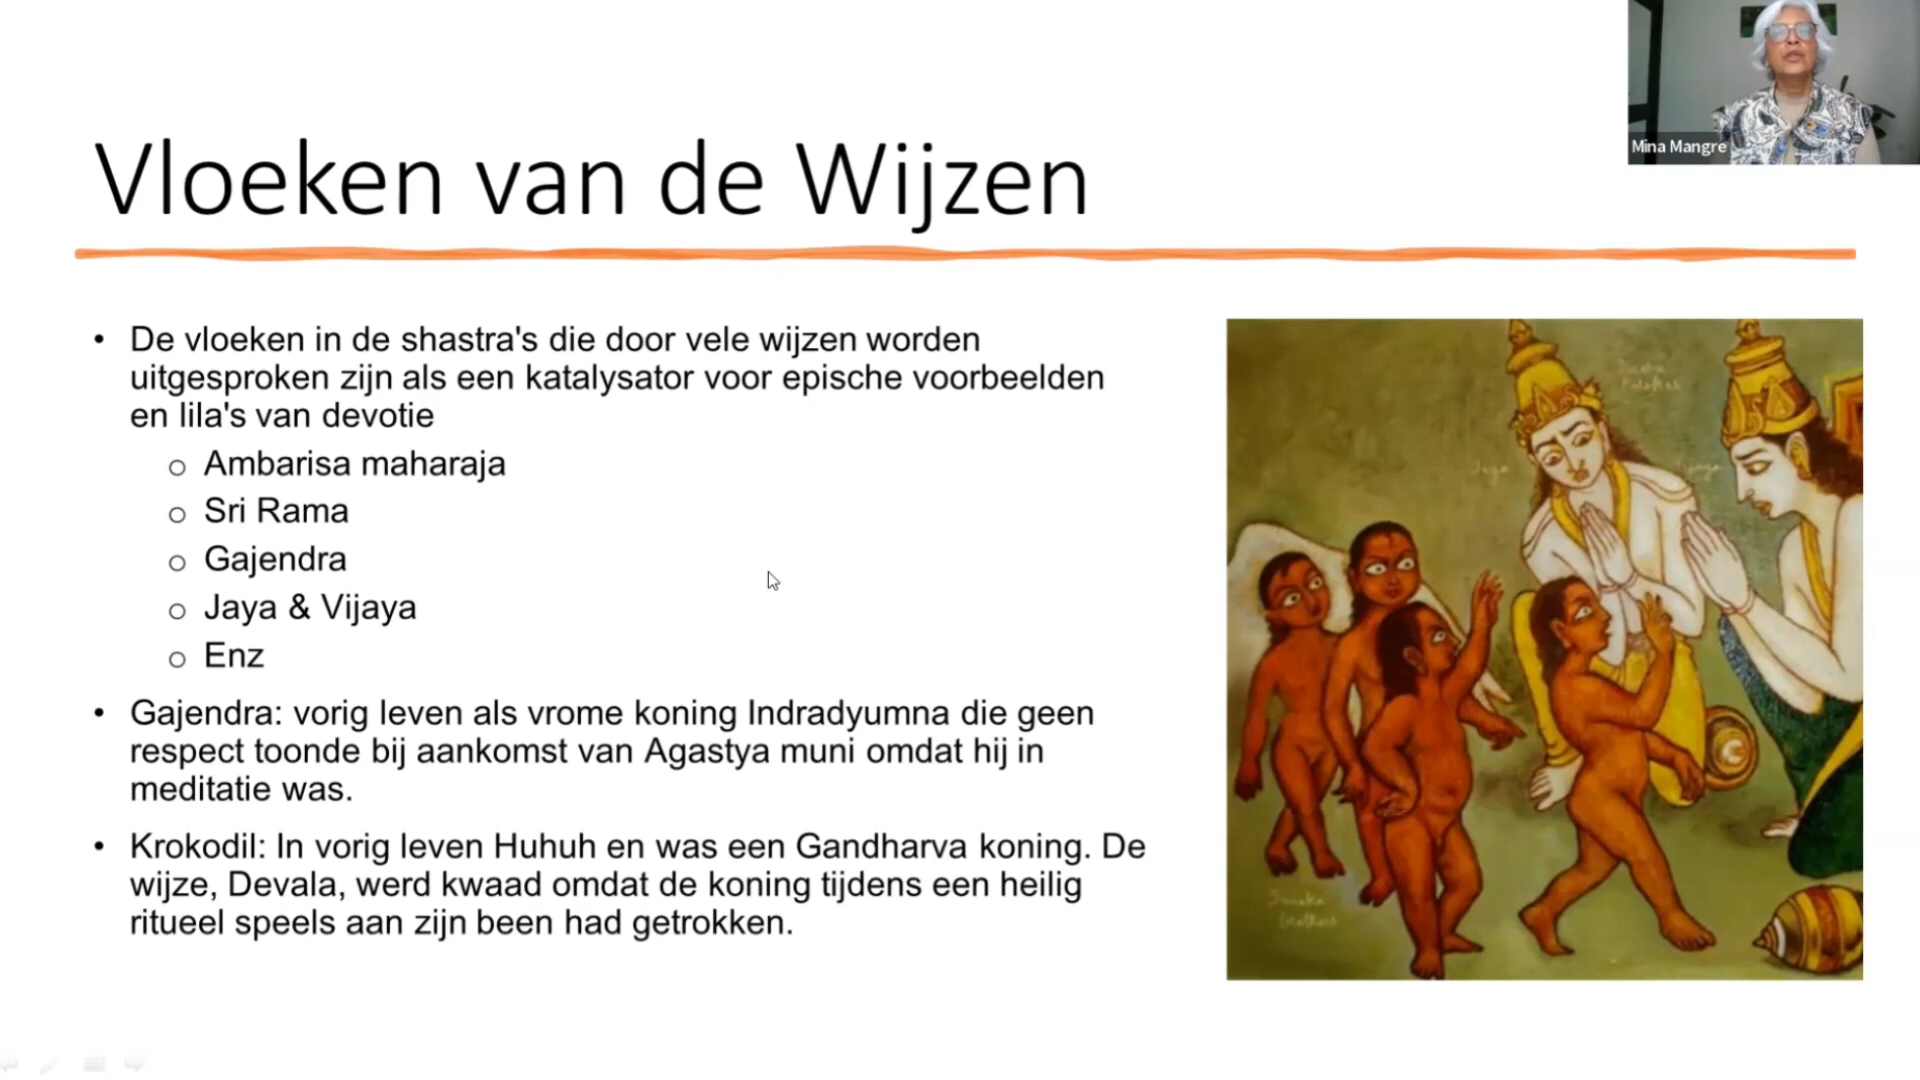 Mina Mangre
Vloeken van de Wijzen
• De vloeken in de shastra's die door vele wijzen worden
uitgesproken zijn als een katalysator voor epische voorbeelden
en lila's van devotie
o Ambarisa maharaja
o Sri Rama
o Gajendra
o Jaya & Vijaya
o Enz
• Gajendra: vorig leven als vrome koning Indradyumna die geen
respect toonde bij aankomst van Agastya muni omdat hij in
meditatie was.
• Krokodil: In vorig leven Huhuh en was een Gandharva koning. De
wijze, Devala, werd kwaad omdat de koning tijdens een heilig
ritueel speels aan zijn been had getrokken.
Jaya